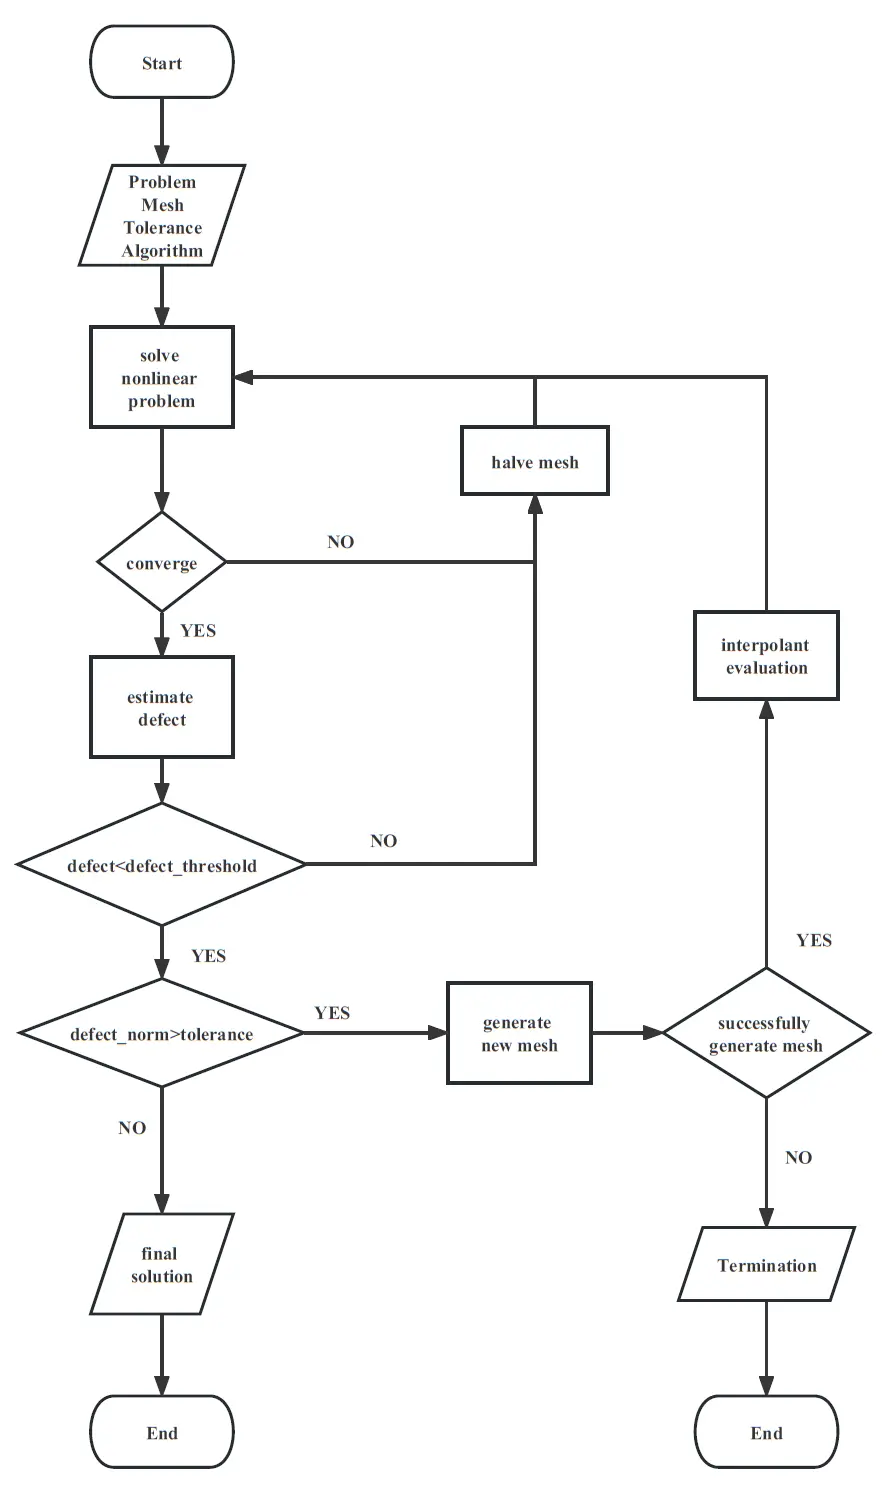 Start
Problem
Mesh
Tolerance
Algorithm
solve
nonlinear
problem
halve mesh
NO
converge
YES
interpolant
evaluation
estimate
defect
NO
defect<defect_threshold
YES
YES
YES
generate
new mesh
successfully
generate mesh
defect_norm>tolerance
NO
NO
final
solution
Termination
End
End